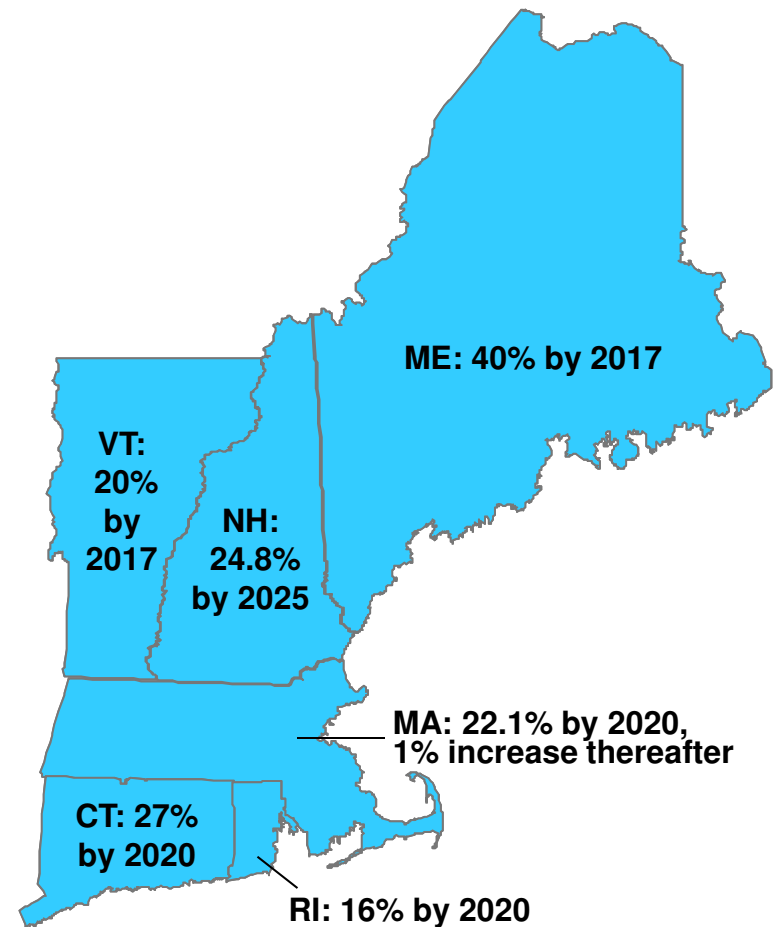 ME: 40% by 2017
VT:
20%
by
2017
NH:
24.8%
by 2025
MA: 22.1% by 2020,
1% increase thereafter
CT: 27%
by 2020
RI: 16% by 2020